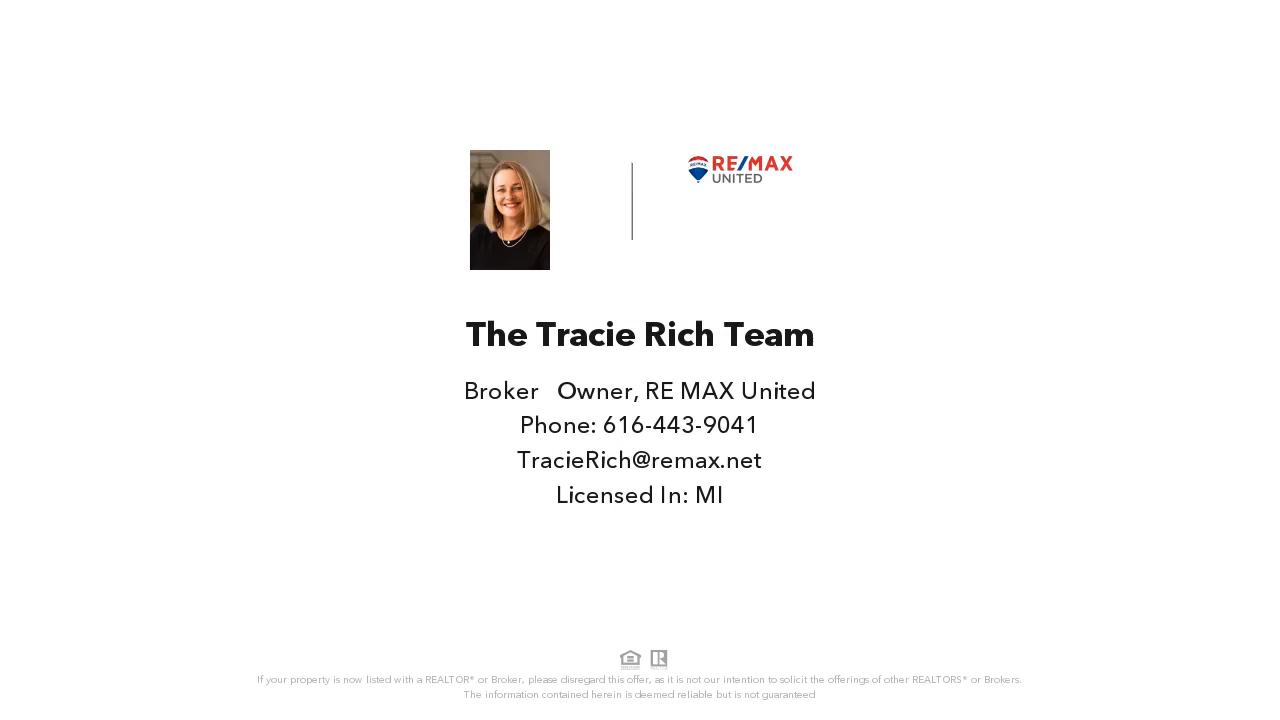 RE/MAX
RE/MAX
UNITED
The Tracie Rich Team
Broker Owner, RE MAX United
Phone: 616-443-9041
TracieRich@remax.net
Licensed In: MI
If your property is now listed with a REALTOR® or Broker, please disregard this offer, as it is not our intention to solicit the offerings of other REALTORS® or Brokers.
The information contained herein is deemed reliable but is not guaranteed